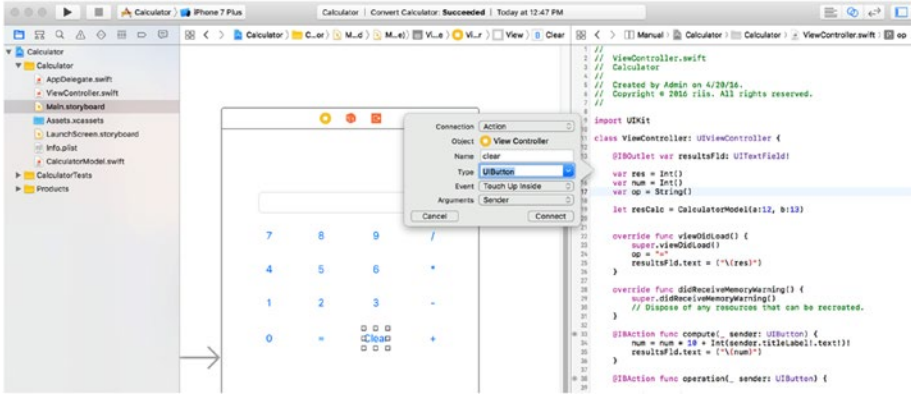 Calculator
iPhone 7 Plus
Calculator | Convert Calculator: Succeeded | Today at 12:47 PM
Calculator
C...or)
M...d)
M...e)
Vi...e)
Vi...r
View
Clear
Manual
Calculator
Calculator
ViewController.swift
op
Calculator
Calculator
AppDelegate.swift
ViewController.swift
Main.storyboard
Assets.xcassets
LaunchScreen.storyboard
Info.plist
CalculatorModel.swift
CalculatorTests
Products
Connection Action
Object View Controller
Name clear
Type UIButton
Event Touch Up Inside
Arguments Sender
Cancel Connect
7 8 9 /
4 5 6 *
1 2 3 -
0 = Clear +
//
// ViewController.swift
// Calculator
//
// Created by Admin on 4/20/16.
// Copyright © 2016 riis. All rights reserved.
//
import UIKit
class ViewController: UIViewController {
@IBOutlet var resultsFld: UITextField!
var res = Int()
var num = Int()
var op = String()
let resCalc = CalculatorModel(a:12, b:13)
override func viewDidLoad() {
super.viewDidLoad()
op = "="
resultsFld.text = ("\(res)")
}
override func didReceiveMemoryWarning() {
super.didReceiveMemoryWarning()
// Dispose of any resources that can be recreated.
}
@IBAction func compute(_ sender: UIButton) {
num = num * 10 + Int(sender.titleLabel!.text!)!
resultsFld.text = ("\(num)")
}
@IBAction func operation(_ sender: UIButton) {